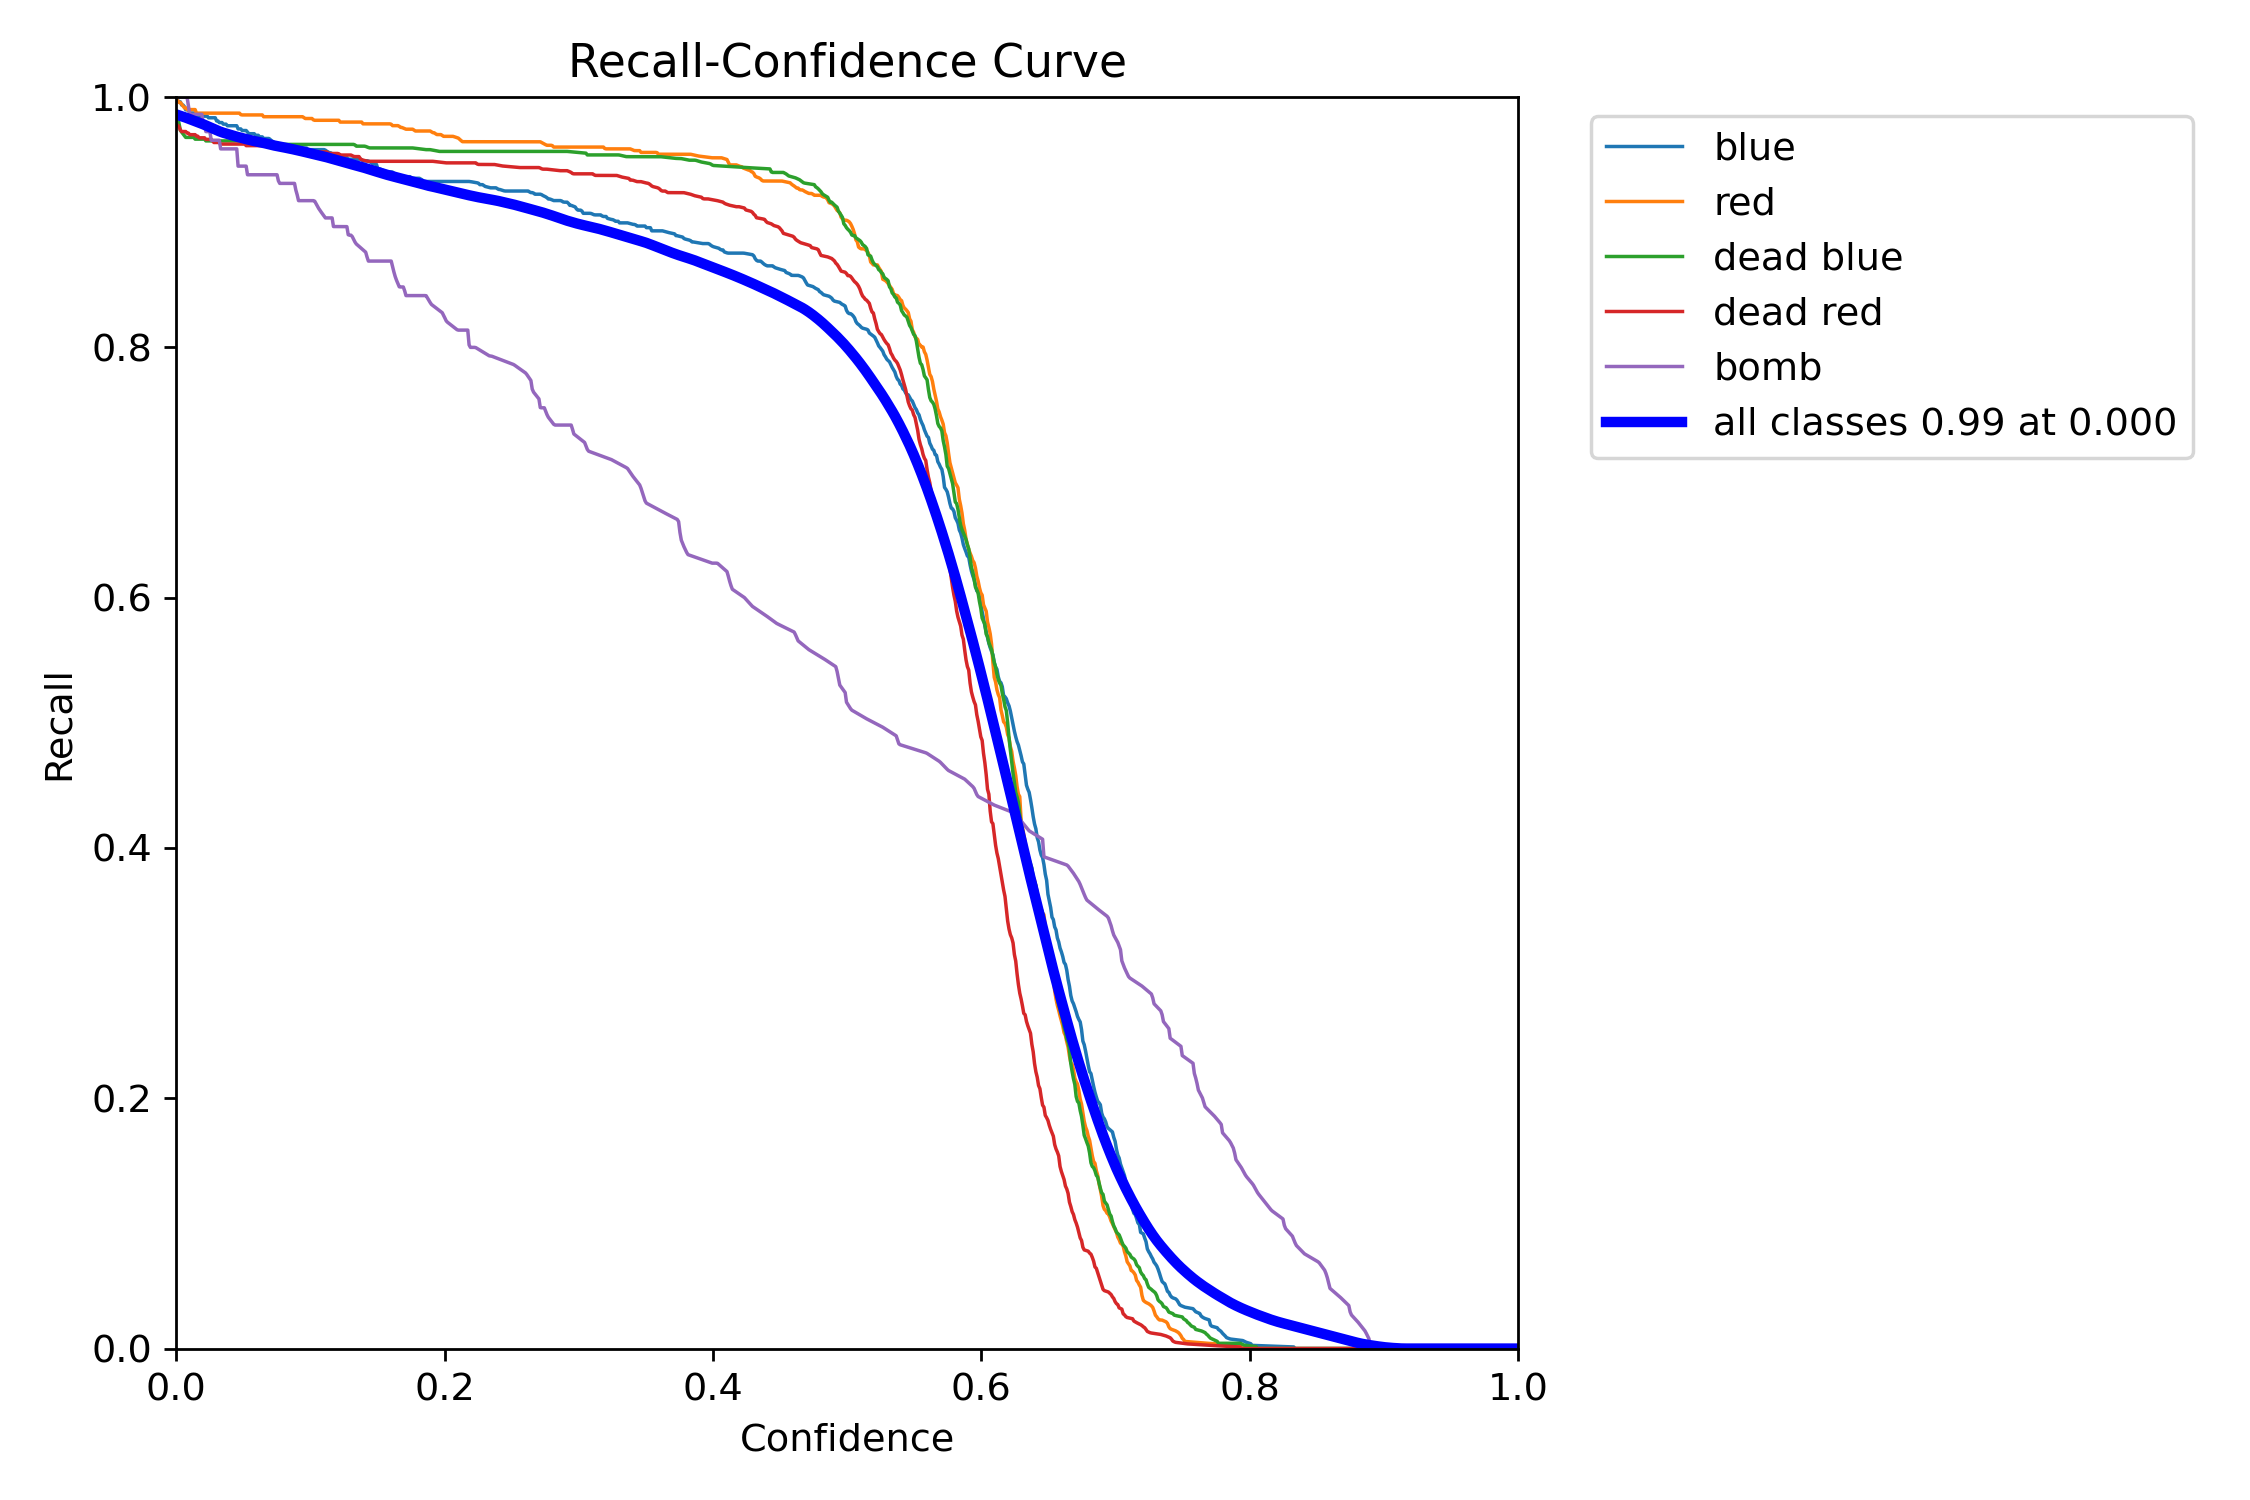 Recall-Confidence Curve
1.0
0.8
0.6
0.4
0.2
0.0
Recall
0.0 0.2 0.4 0.6 0.8 1.0
Confidence
blue
red
dead blue
dead red
bomb
all classes 0.99 at 0.000